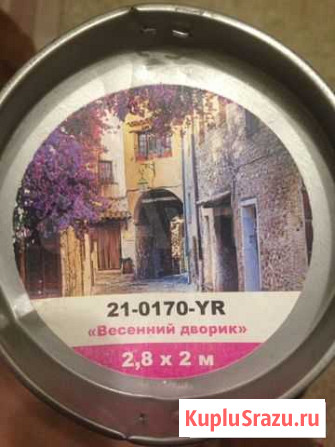 21-0170-YR
«Весенний дворик»
2,8 x 2 м
KupluSrazu.ru